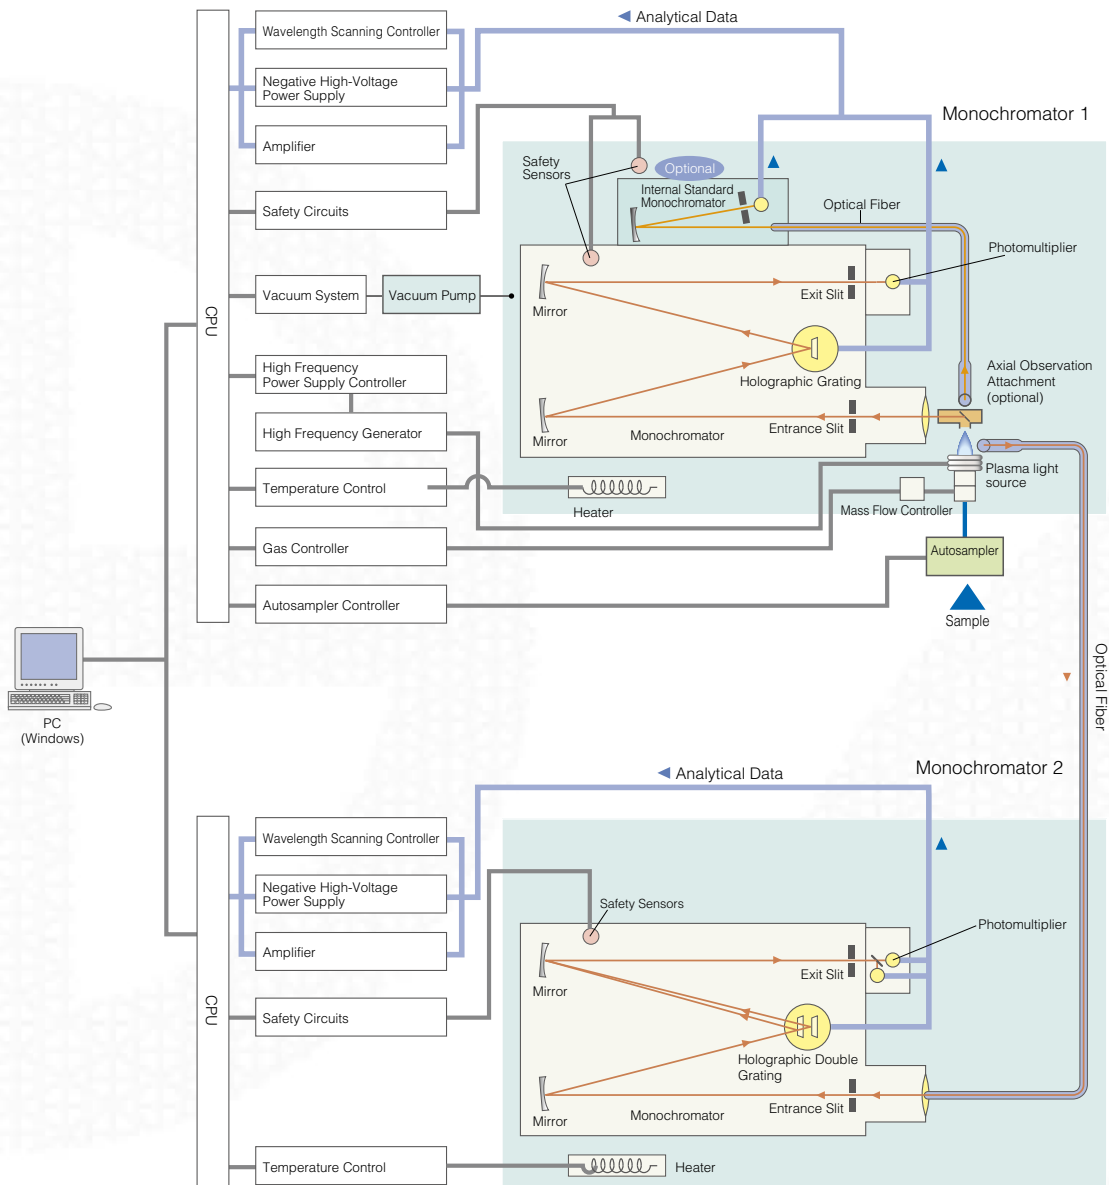 Analytical Data
Wavelength Scanning Controller
Negative High-Voltage
Power Supply
Amplifier
Safety Circuits
Vacuum System
Vacuum Pump
High Frequency
Power Supply Controller
High Frequency Generator
Temperature Control
Gas Controller
Autosampler Controller
CPU
Monochromator 1
Safety
Sensors
Optional
Internal Standard
Monochromator
Optical Fiber
Photomultiplier
Exit Slit
Mirror
Holographic Grating
Axial Observation
Attachment
(optional)
Mirror
Monochromator
Entrance Slit
Plasma light
source
Heater
Mass Flow Controller
Autosampler
Sample
PC
(Windows)
Optical Fiber
Analytical Data
Monochromator 2
Wavelength Scanning Controller
Negative High-Voltage
Power Supply
Amplifier
Safety Circuits
Temperature Control
CPU
Safety Sensors
Photomultiplier
Exit Slit
Mirror
Holographic Double
Grating
Mirror
Monochromator
Entrance Slit
Heater